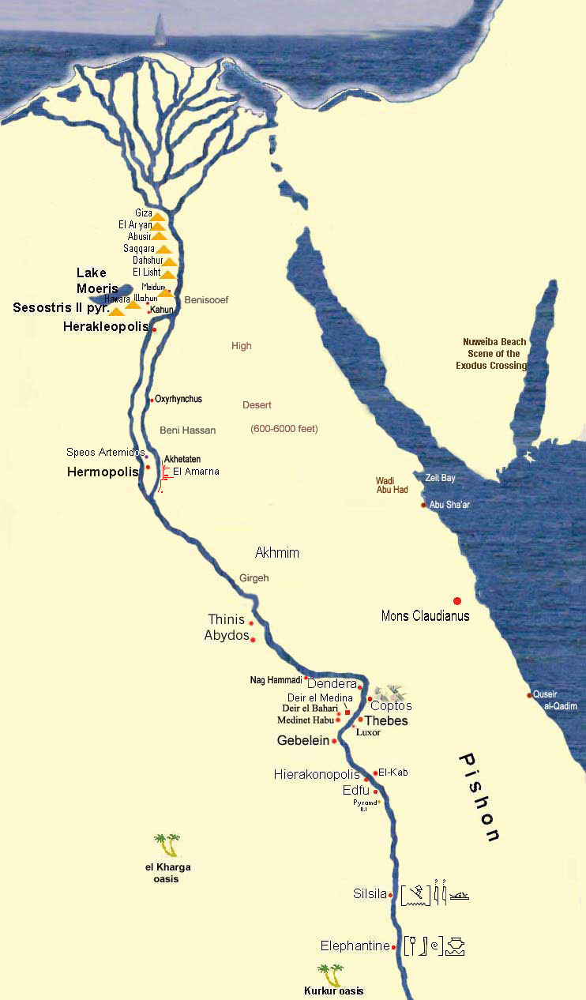 Giza
El Aryan
Abusir
Saqqara
Dahshur
El Lisht
Lake
Moeris
Meidum
Hawara
Illahun
Benisooef
Sesostris II pyr.
Kahun
Herakleopolis
High
Nuweiba Beach
Scene of the
Exodus Crossing
Oxyrhynchus
Desert
Beni Hassan
(600-6000 feet)
Speos Artemidos
Akhetaten
Hermopolis
El Amarna
Wadi
Abu Had
Zeit Bay
Abu Sha'ar
Akhmim
Girgeh
Mons Claudianus
Thinis
Abydos
Nag Hammadi
Dendera
Deir el Medina
Coptos
Quseir
al-Qadim
Deir el Bahari
Medinet Habu
Thebes
Luxor
Gebelein
Pishon
Hierakonopolis
El-Kab
Edfu
Pyramd
el Kharga
oasis
Silsila
? ?
Elephantine
Kurkur oasis